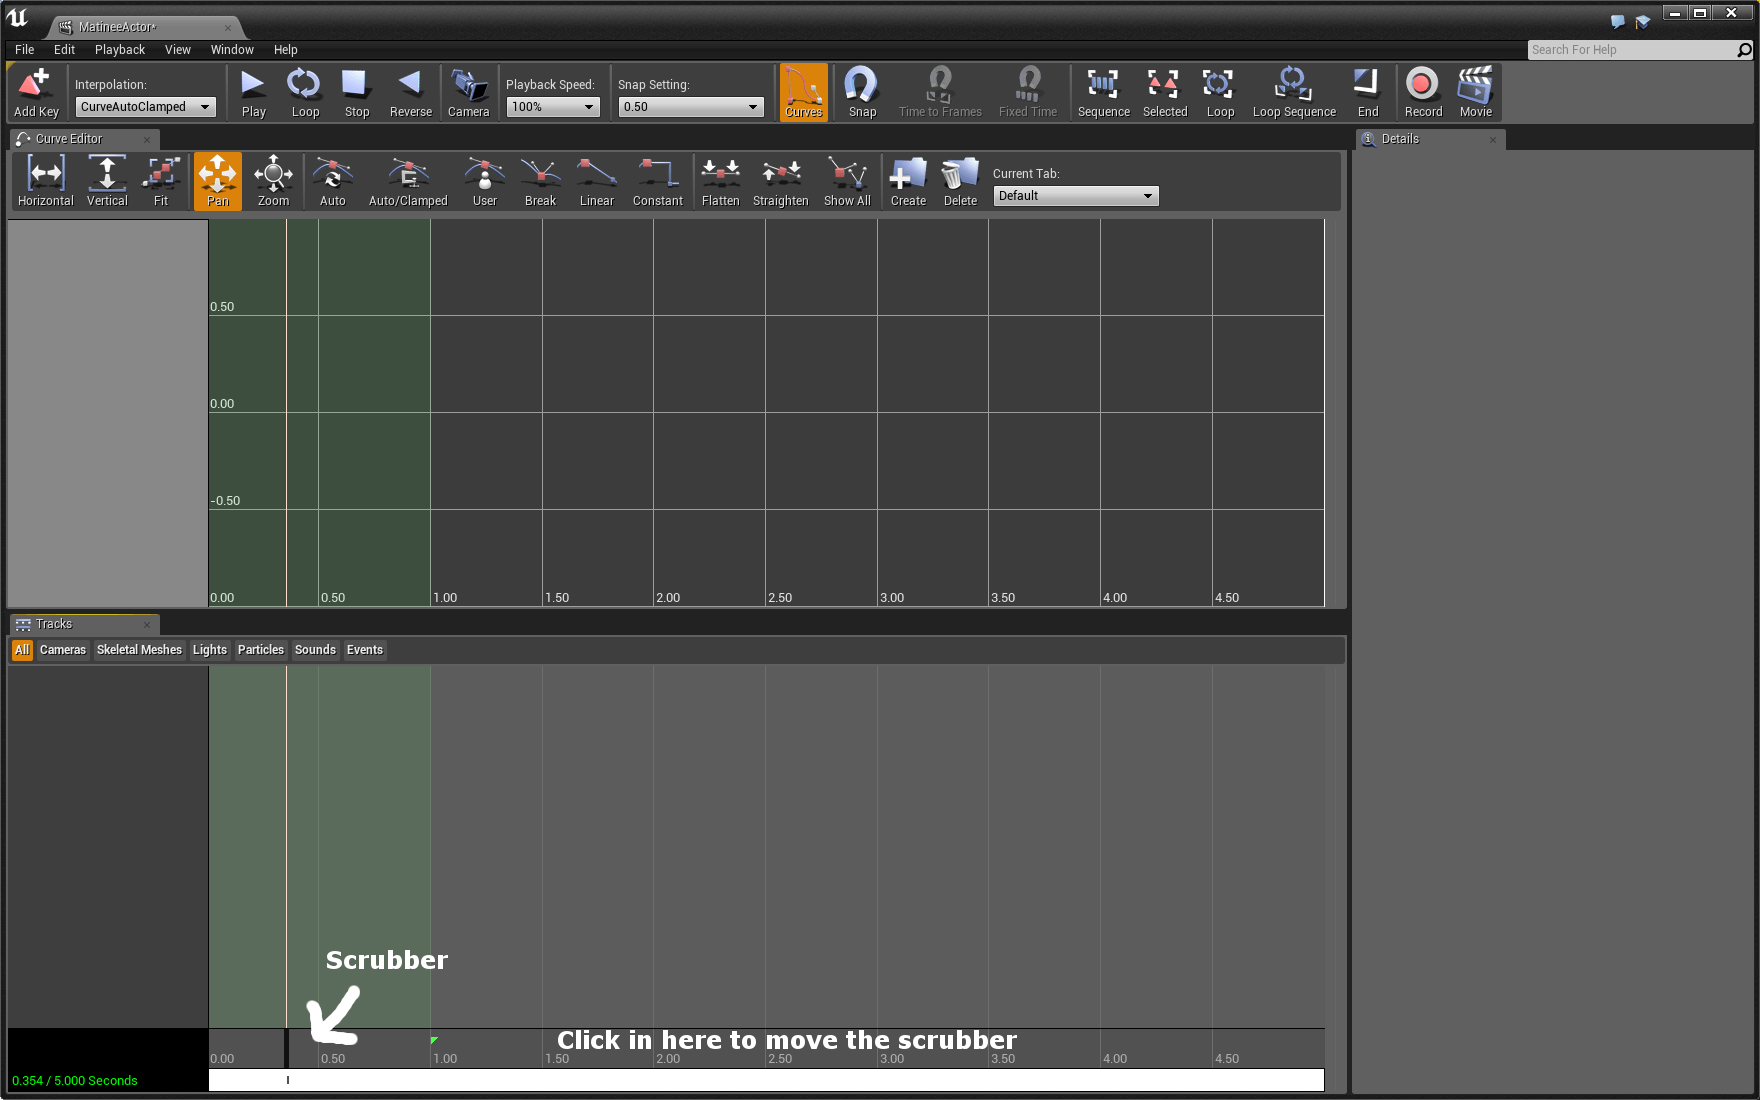 MatineeActor*
File Edit Playback View Window Help
Search For Help
Interpolation:
CurveAutoClamped
Playback Speed:
100%
Snap Setting:
0.50
Add Key Play Loop Stop Reverse Camera Curves Snap Time to Frames Fixed Time Sequence Selected Loop Loop Sequence End Record Movie
Curve Editor
Details
Horizontal Vertical Fit Pan Zoom Auto Auto/Clamped User Break Linear Constant Flatten Straighten Show All Create Delete
Current Tab:
Default
0.50
0.00
-0.50
0.00 0.50 1.00 1.50 2.00 2.50 3.00 3.50 4.00 4.50
Tracks
All Cameras Skeletal Meshes Lights Particles Sounds Events
Scrubber
Click in here to move the scrubber
0.00 0.50 1.00 1.50 2.00 2.50 3.00 3.50 4.00 4.50
0.354 / 5.000 Seconds